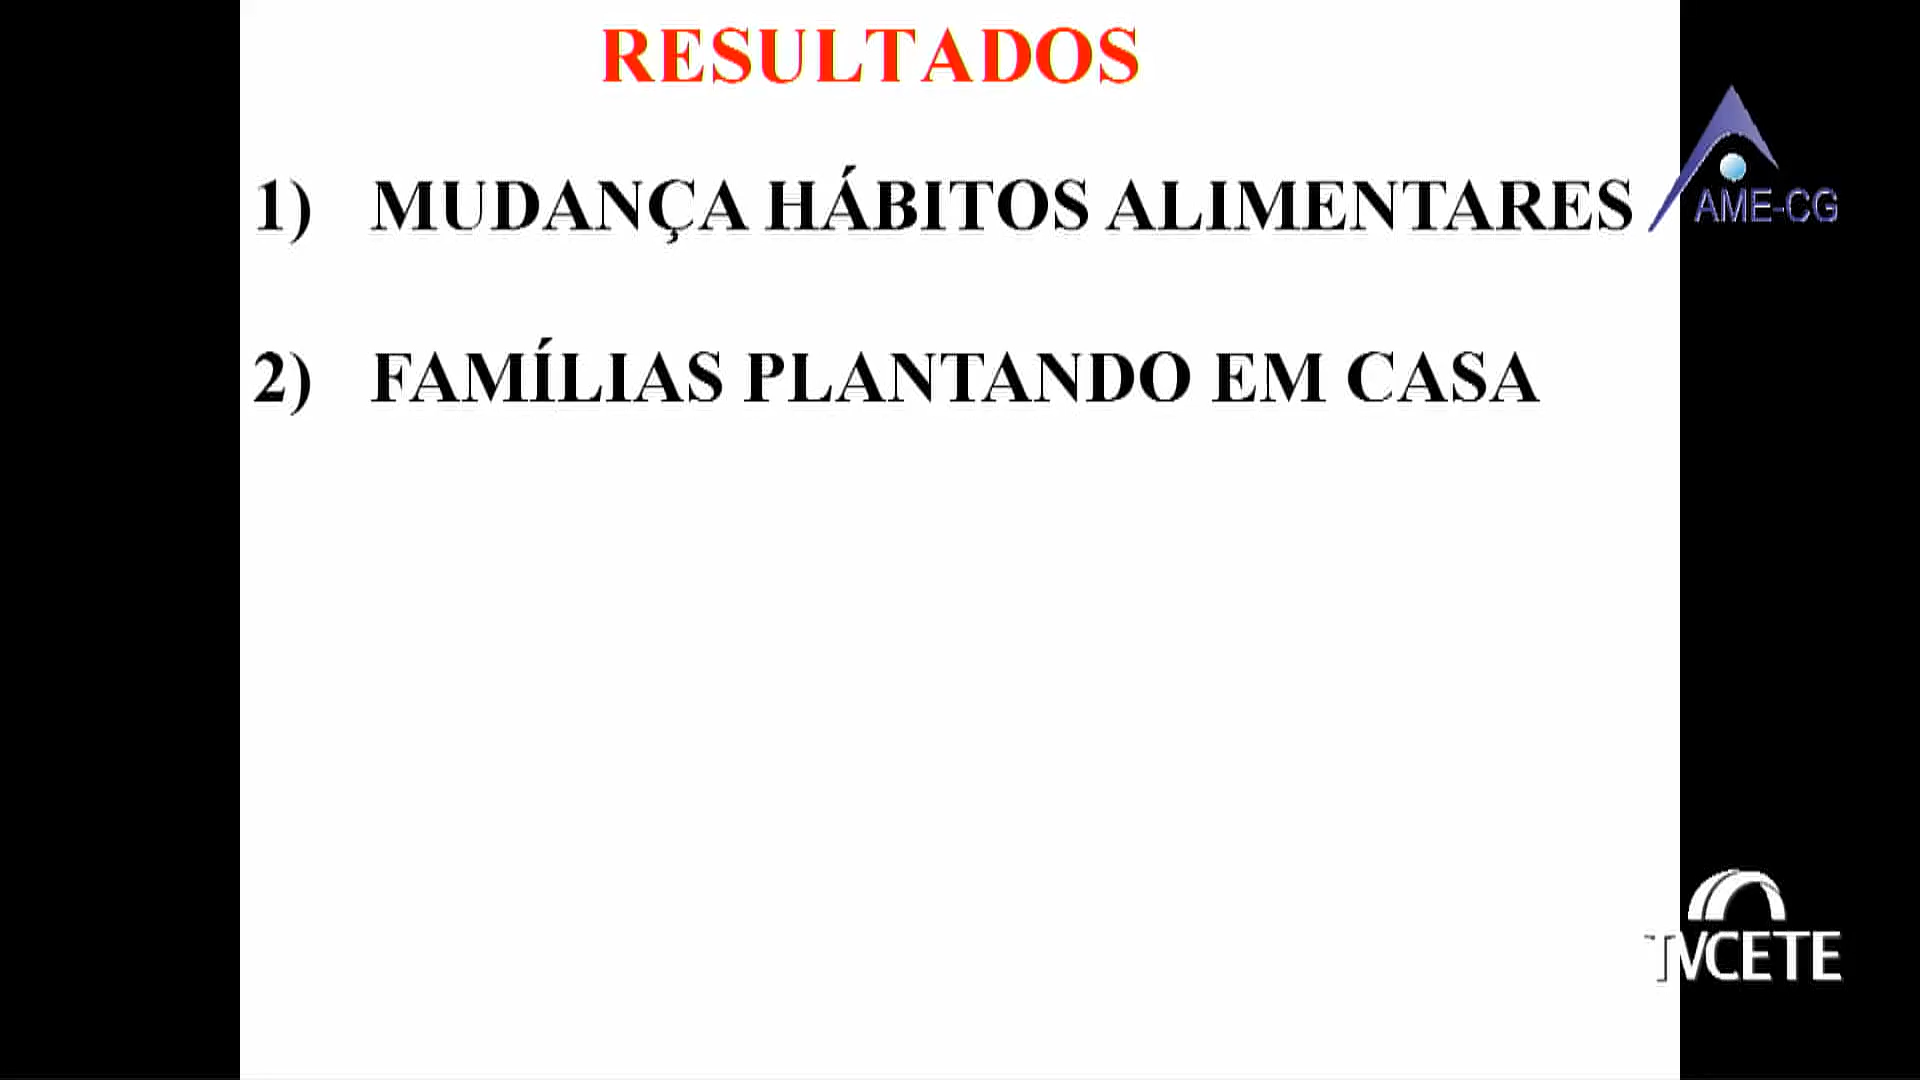 RESULTADOS
1) MUDANÇA HÁBITOS ALIMENTARES
AME-CG
2) FAMÍLIAS PLANTANDO EM CASA
TVCETE